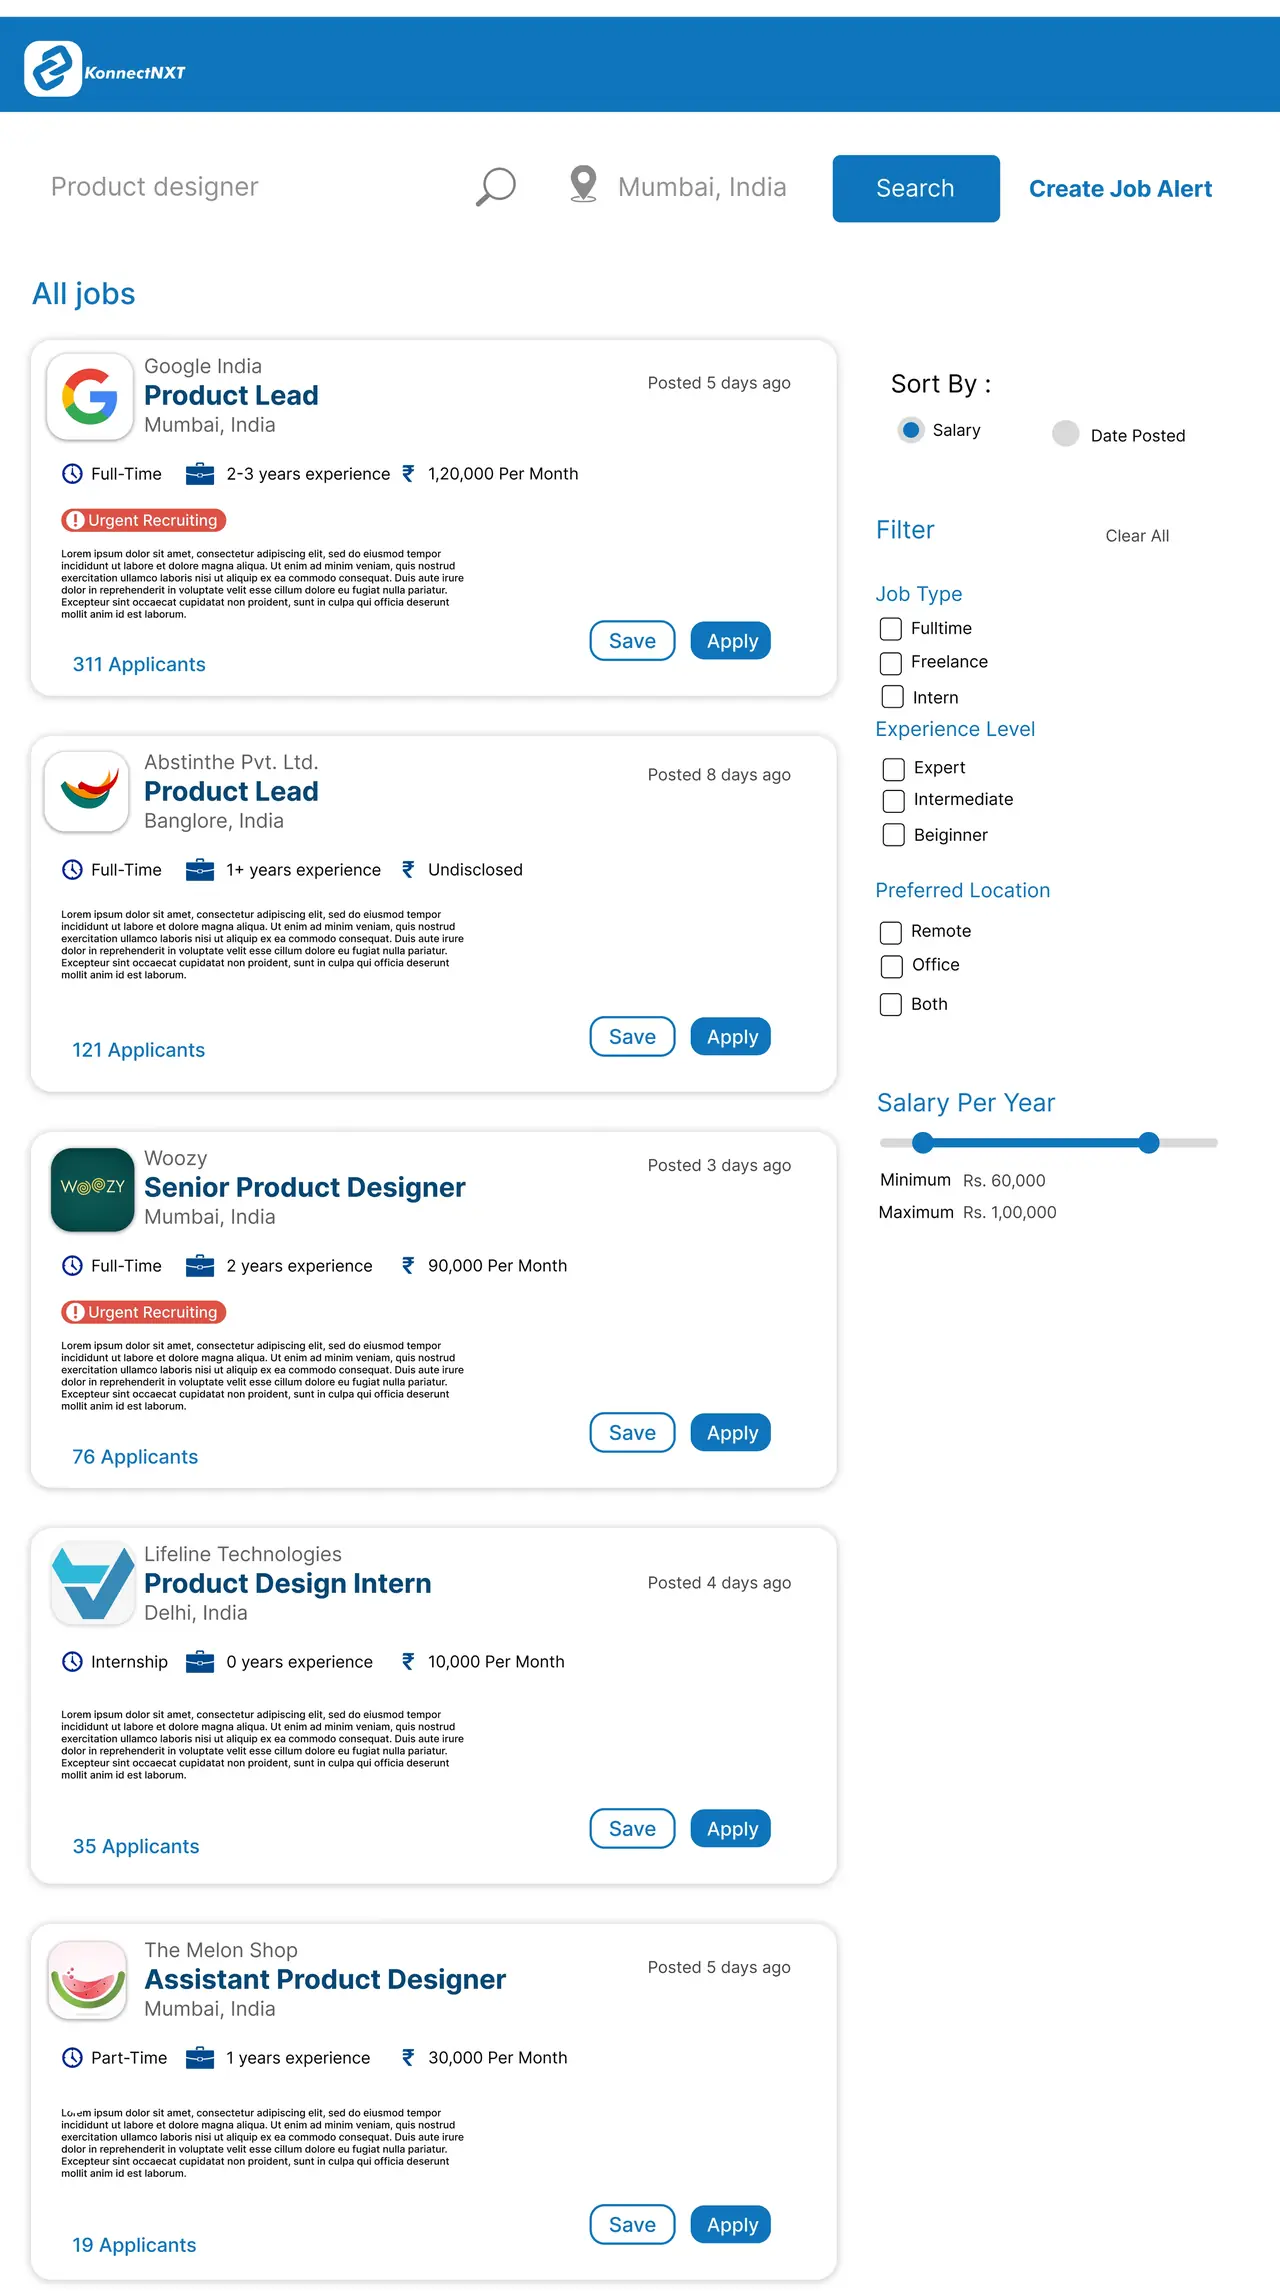 KonnectNXT
Product designer
Mumbai, India
Search
Create Job Alert
All jobs
Google India
Product Lead
Mumbai, India
Posted 5 days ago
Full-Time
2-3 years experience
₹ 1,20,000 Per Month
Urgent Recruiting
Lorem ipsum dolor sit amet, consectetur adipiscing elit, sed do eiusmod tempor
incididunt ut labore et dolore magna aliqua. Ut enim ad minim veniam, quis nostrud
exercitation ullamco laboris nisi ut aliquip ex ea commodo consequat. Duis aute irure
dolor in reprehenderit in voluptate velit esse cillum dolore eu fugiat nulla pariatur.
Excepteur sint occaecat cupidatat non proident, sunt in culpa qui officia deserunt
mollit anim id est laborum.
311 Applicants
Save
Apply
Abstinthe Pvt. Ltd.
Product Lead
Banglore, India
Posted 8 days ago
Full-Time
1+ years experience
₹ Undisclosed
Lorem ipsum dolor sit amet, consectetur adipiscing elit, sed do eiusmod tempor
incididunt ut labore et dolore magna aliqua. Ut enim ad minim veniam, quis nostrud
exercitation ullamco laboris nisi ut aliquip ex ea commodo consequat. Duis aute irure
dolor in reprehenderit in voluptate velit esse cillum dolore eu fugiat nulla pariatur.
Excepteur sint occaecat cupidatat non proident, sunt in culpa qui officia deserunt
mollit anim id est laborum.
121 Applicants
Save
Apply
WOOZY
Woozy
Senior Product Designer
Mumbai, India
Posted 3 days ago
Full-Time
2 years experience
₹ 90,000 Per Month
Urgent Recruiting
Lorem ipsum dolor sit amet, consectetur adipiscing elit, sed do eiusmod tempor
incididunt ut labore et dolore magna aliqua. Ut enim ad minim veniam, quis nostrud
exercitation ullamco laboris nisi ut aliquip ex ea commodo consequat. Duis aute irure
dolor in reprehenderit in voluptate velit esse cillum dolore eu fugiat nulla pariatur.
Excepteur sint occaecat cupidatat non proident, sunt in culpa qui officia deserunt
mollit anim id est laborum.
76 Applicants
Save
Apply
Lifeline Technologies
Product Design Intern
Delhi, India
Posted 4 days ago
Internship
0 years experience
₹ 10,000 Per Month
Lorem ipsum dolor sit amet, consectetur adipiscing elit, sed do eiusmod tempor
incididunt ut labore et dolore magna aliqua. Ut enim ad minim veniam, quis nostrud
exercitation ullamco laboris nisi ut aliquip ex ea commodo consequat. Duis aute irure
dolor in reprehenderit in voluptate velit esse cillum dolore eu fugiat nulla pariatur.
Excepteur sint occaecat cupidatat non proident, sunt in culpa qui officia deserunt
mollit anim id est laborum.
35 Applicants
Save
Apply
The Melon Shop
Assistant Product Designer
Mumbai, India
Posted 5 days ago
Part-Time
1 years experience
₹ 30,000 Per Month
Lorem ipsum dolor sit amet, consectetur adipiscing elit, sed do eiusmod tempor
incididunt ut labore et dolore magna aliqua. Ut enim ad minim veniam, quis nostrud
exercitation ullamco laboris nisi ut aliquip ex ea commodo consequat. Duis aute irure
dolor in reprehenderit in voluptate velit esse cillum dolore eu fugiat nulla pariatur.
Excepteur sint occaecat cupidatat non proident, sunt in culpa qui officia deserunt
mollit anim id est laborum.
19 Applicants
Save
Apply
Sort By :
Salary
Date Posted
Filter
Clear All
Job Type
Fulltime
Freelance
Intern
Experience Level
Expert
Intermediate
Beiginner
Preferred Location
Remote
Office
Both
Salary Per Year
Minimum Rs. 60,000
Maximum Rs. 1,00,000